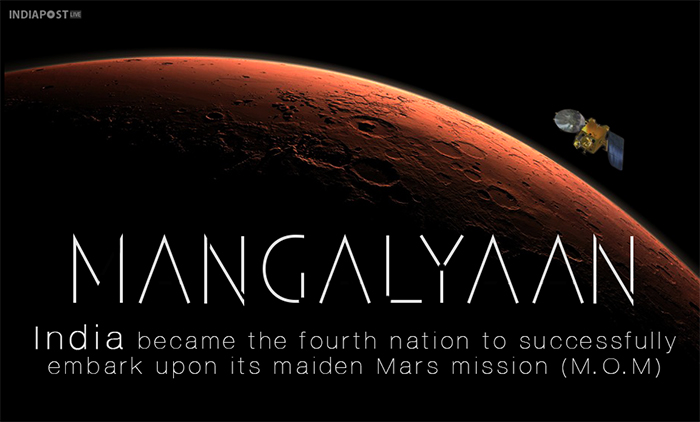 INDIAPOST LIVE
MANGALYAAN
India became the fourth nation to successfully
embark upon its maiden Mars mission (M.O.M)